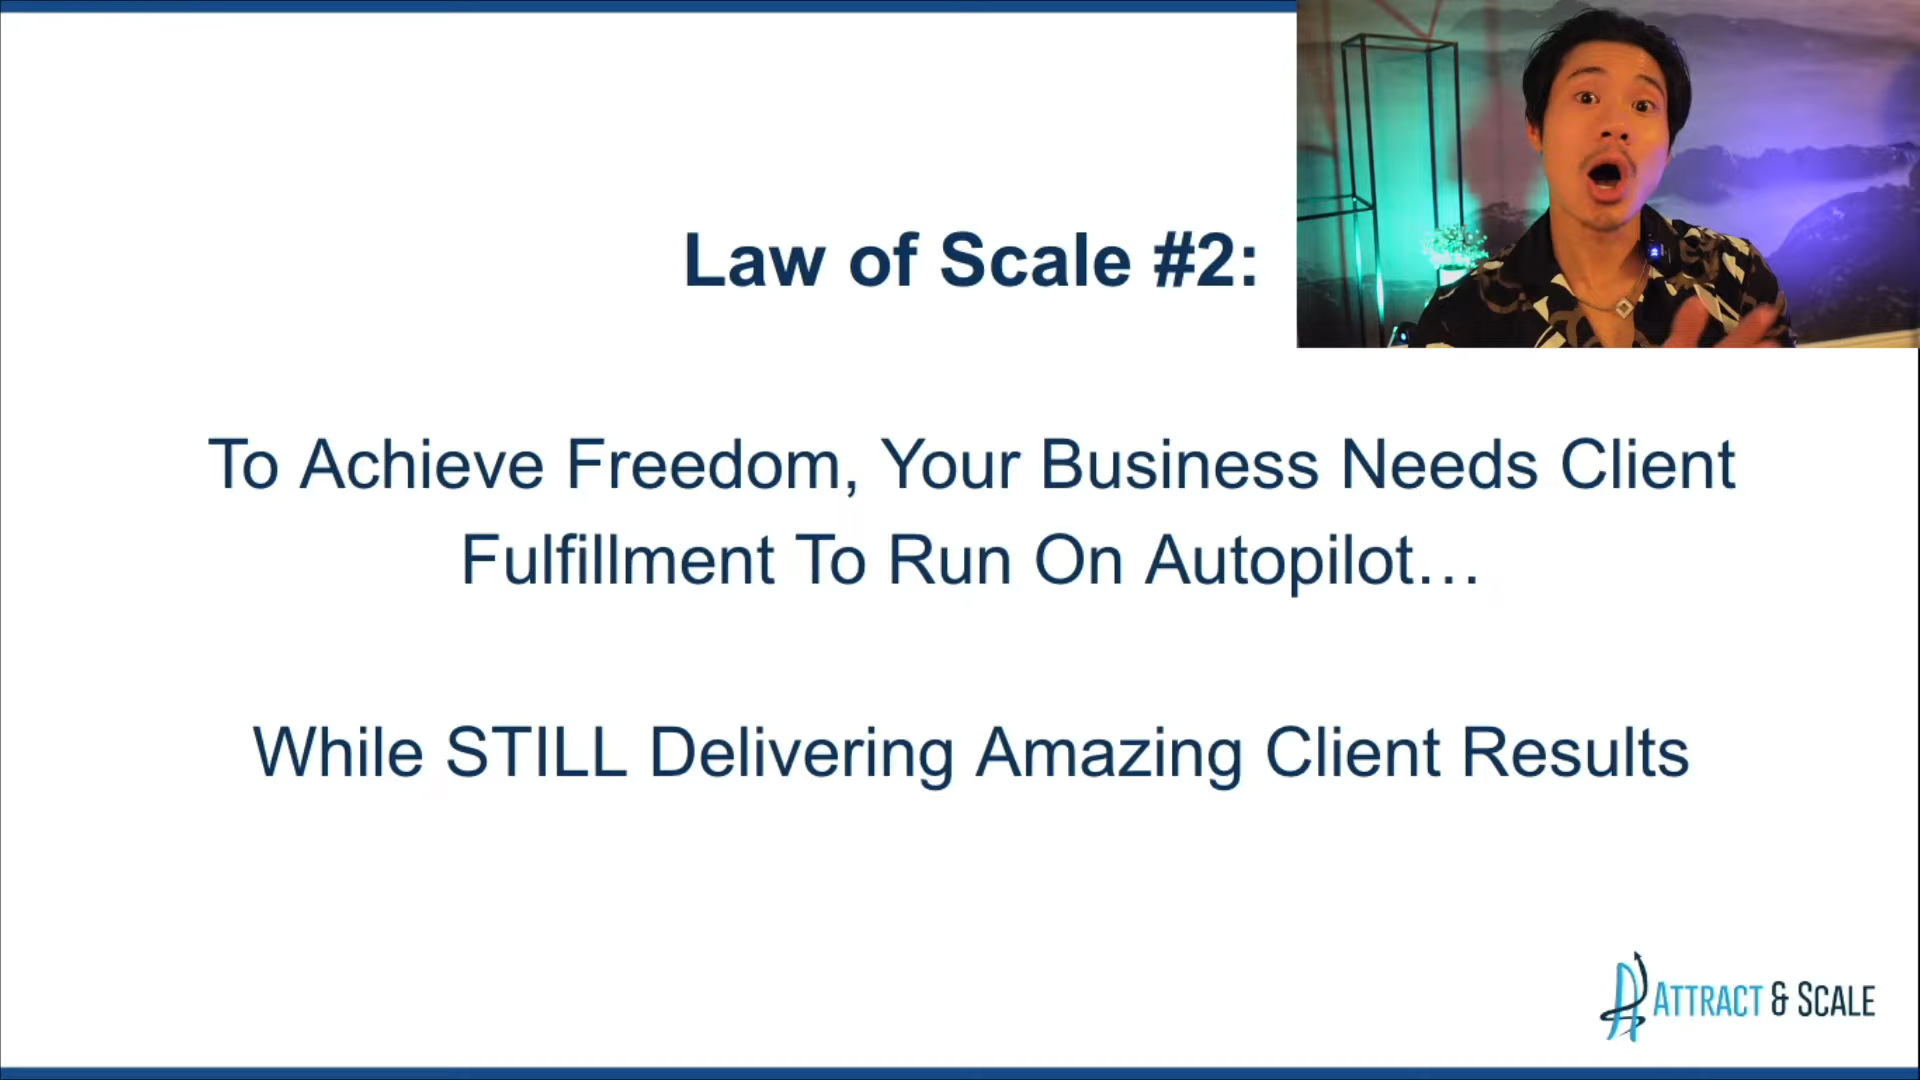 Law of Scale #2:
To Achieve Freedom, Your Business Needs Client
Fulfillment To Run On Autopilot…
While STILL Delivering Amazing Client Results
ATTRACT & SCALE